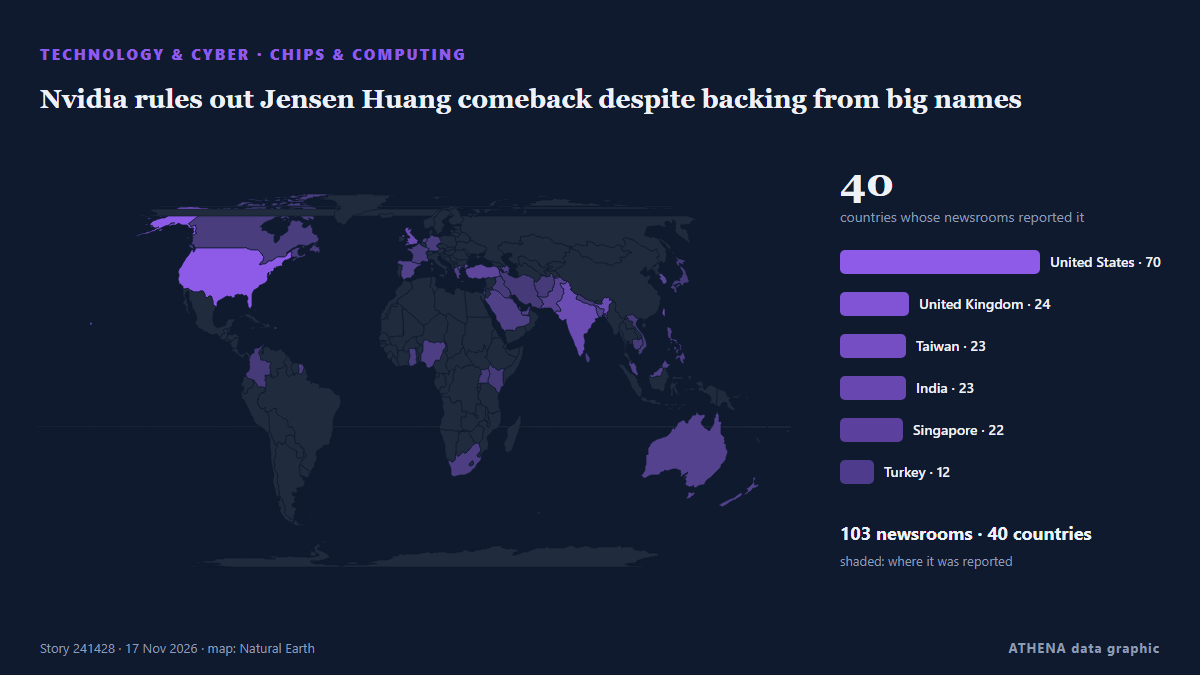 TECHNOLOGY & CYBER · CHIPS & COMPUTING
Nvidia rules out Jensen Huang comeback despite backing from big names
40
countries whose newsrooms reported it
United States · 70
United Kingdom · 24
Taiwan · 23
India · 23
Singapore · 22
Turkey · 12
103 newsrooms · 40 countries
shaded: where it was reported
Story 241428 · 17 Nov 2026 · map: Natural Earth
ATHENA data graphic